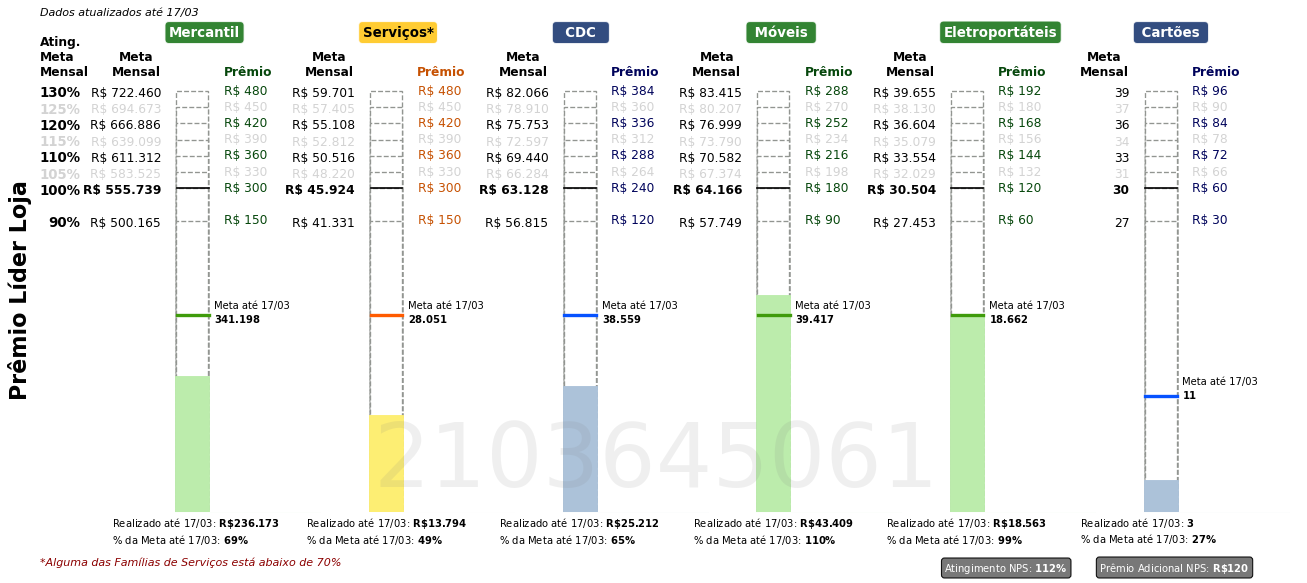 Dados atualizados até 17/03
Mercantil Serviços* CDC Móveis Eletroportáteis Cartões
Ating.
Meta Meta Meta Meta Meta Meta Meta
Mensal Mensal Prêmio Mensal Prêmio Mensal Prêmio Mensal Prêmio Mensal Prêmio Mensal Prêmio
130% R$ 722.460 R$ 480 R$ 59.701 R$ 480 R$ 82.066 R$ 384 R$ 83.415 R$ 288 R$ 39.655 R$ 192 39 R$ 96
125% R$ 694.673 R$ 450 R$ 57.405 R$ 450 R$ 78.910 R$ 360 R$ 80.207 R$ 270 R$ 38.130 R$ 180 37 R$ 90
120% R$ 666.886 R$ 420 R$ 55.108 R$ 420 R$ 75.753 R$ 336 R$ 76.999 R$ 252 R$ 36.604 R$ 168 36 R$ 84
115% R$ 639.099 R$ 390 R$ 52.812 R$ 390 R$ 72.597 R$ 312 R$ 73.790 R$ 234 R$ 35.079 R$ 156 34 R$ 78
110% R$ 611.312 R$ 360 R$ 50.516 R$ 360 R$ 69.440 R$ 288 R$ 70.582 R$ 216 R$ 33.554 R$ 144 33 R$ 72
105% R$ 583.525 R$ 330 R$ 48.220 R$ 330 R$ 66.284 R$ 264 R$ 67.374 R$ 198 R$ 32.029 R$ 132 31 R$ 66
100% R$ 555.739 R$ 300 R$ 45.924 R$ 300 R$ 63.128 R$ 240 R$ 64.166 R$ 180 R$ 30.504 R$ 120 30 R$ 60
90% R$ 500.165 R$ 150 R$ 41.331 R$ 150 R$ 56.815 R$ 120 R$ 57.749 R$ 90 R$ 27.453 R$ 60 27 R$ 30
Prêmio Líder Loja
Meta até 17/03 Meta até 17/03 Meta até 17/03 Meta até 17/03 Meta até 17/03
341.198 28.051 38.559 39.417 18.662
Meta até 17/03
11
2103645061
Realizado até 17/03: R$236.173 Realizado até 17/03: R$13.794 Realizado até 17/03: R$25.212 Realizado até 17/03: R$43.409 Realizado até 17/03: R$18.563 Realizado até 17/03: 3
% da Meta até 17/03: 69% % da Meta até 17/03: 49% % da Meta até 17/03: 65% % da Meta até 17/03: 110% % da Meta até 17/03: 99% % da Meta até 17/03: 27%
*Alguma das Famílias de Serviços está abaixo de 70% Atingimento NPS: 112% Prêmio Adicional NPS: R$120